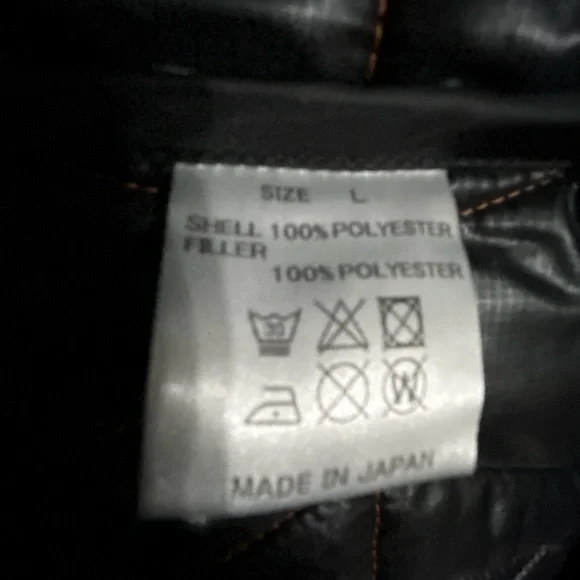 SIZE L
SHELL 100% POLYESTER
FILLER
100% POLYESTER
30
W
MADE IN JAPAN